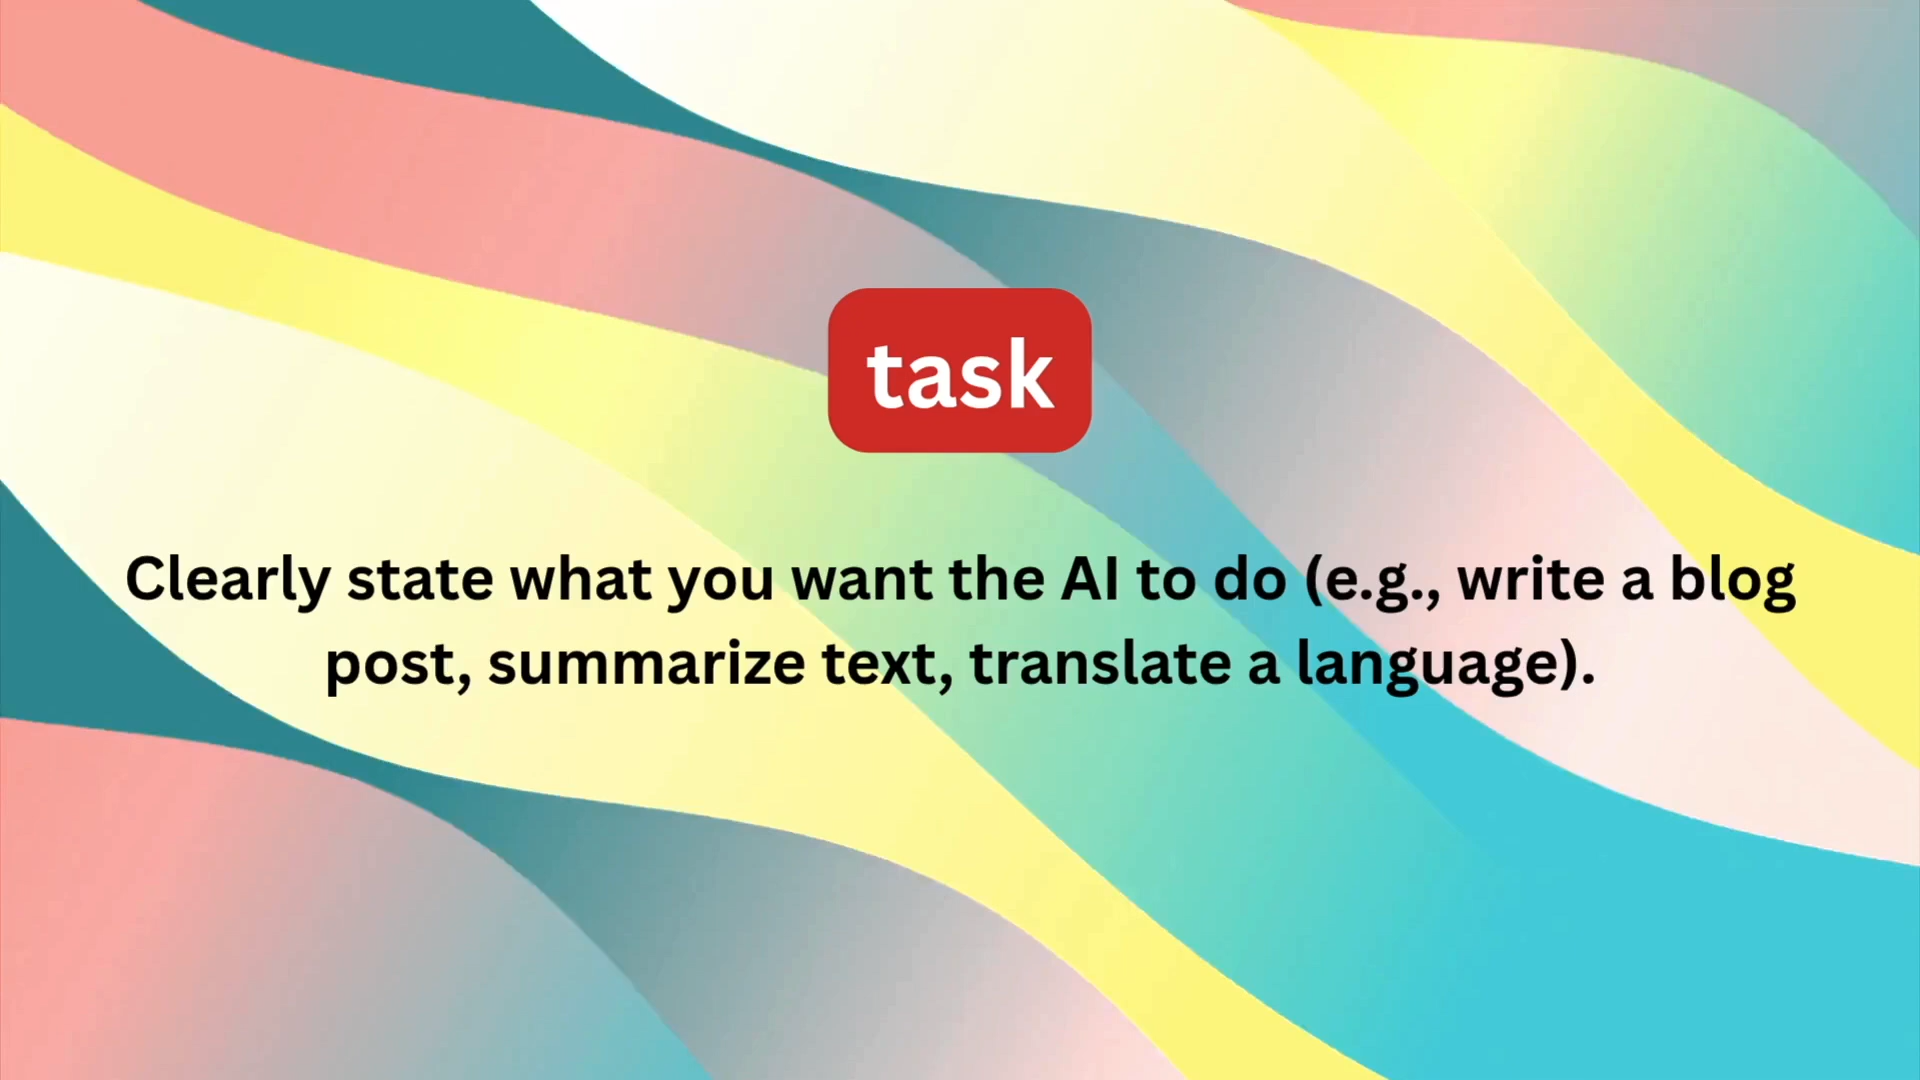 task
Clearly state what you want the AI to do (e.g., write a blog
post, summarize text, translate a language).